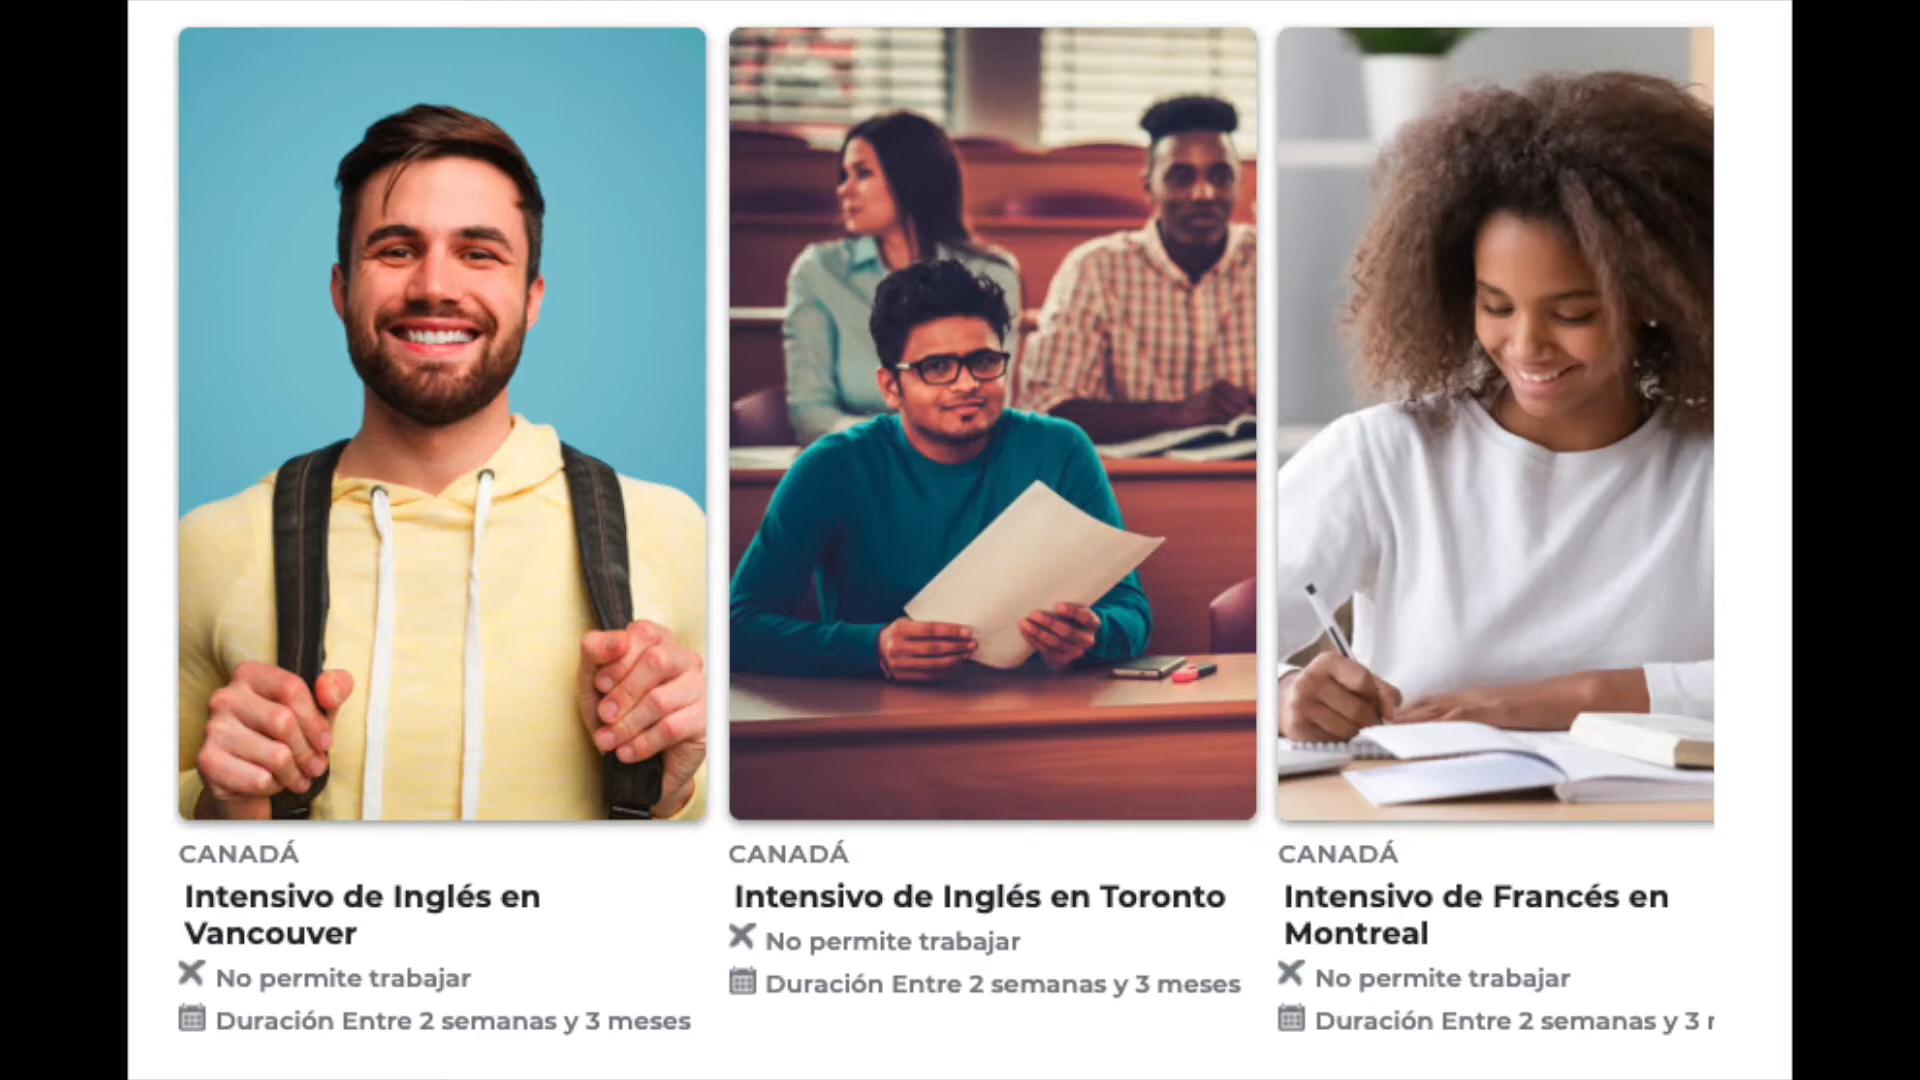 CANADÁ
Intensivo de Inglés en
Vancouver
No permite trabajar
Duración Entre 2 semanas y 3 meses
CANADÁ
Intensivo de Inglés en Toronto
No permite trabajar
Duración Entre 2 semanas y 3 meses
CANADÁ
Intensivo de Francés en
Montreal
No permite trabajar
Duración Entre 2 semanas y 3